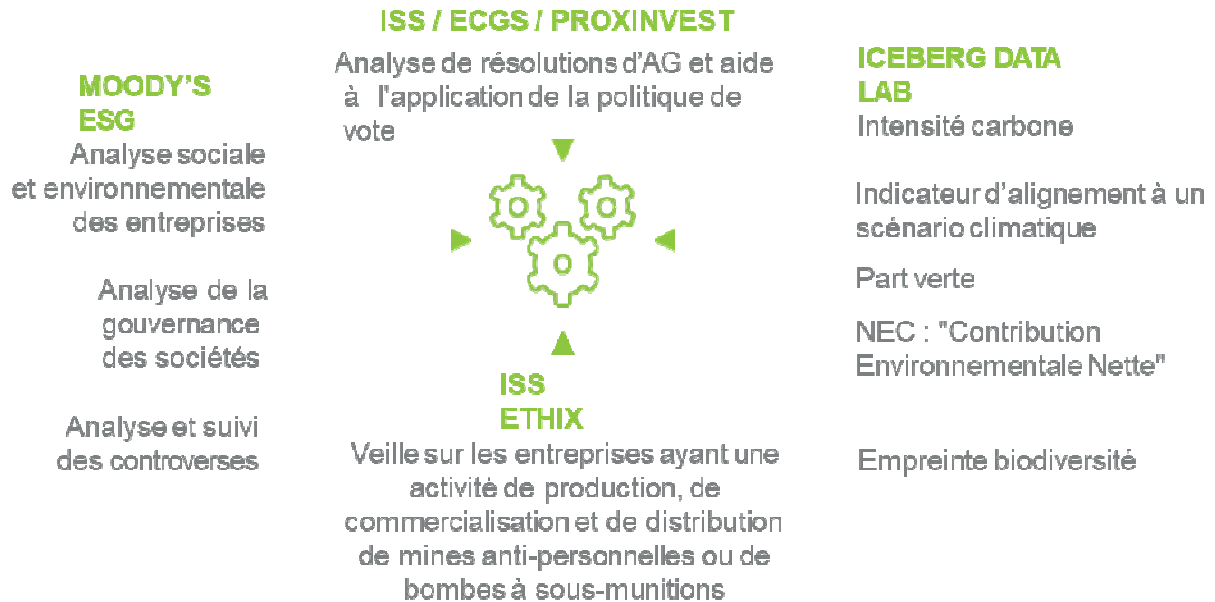 ISS / ECGS / PROXINVEST
Analyse de résolutions d'AG et aide
à l'application de la politique de
vote
MOODY'S
ESG
Analyse sociale
et environnementale
des entreprises
Analyse de la
gouvernance
des sociétés
Analyse et suivi
des controverses
ICEBERG DATA
LAB
Intensité carbone
Indicateur d'alignement à un
scénario climatique
Part verte
NEC : "Contribution
Environnementale Nette"
Empreinte biodiversité
ISS
ETHIX
Veille sur les entreprises ayant une
activité de production, de
commercialisation et de distribution
de mines anti-personnelles ou de
bombes à sous-munitions